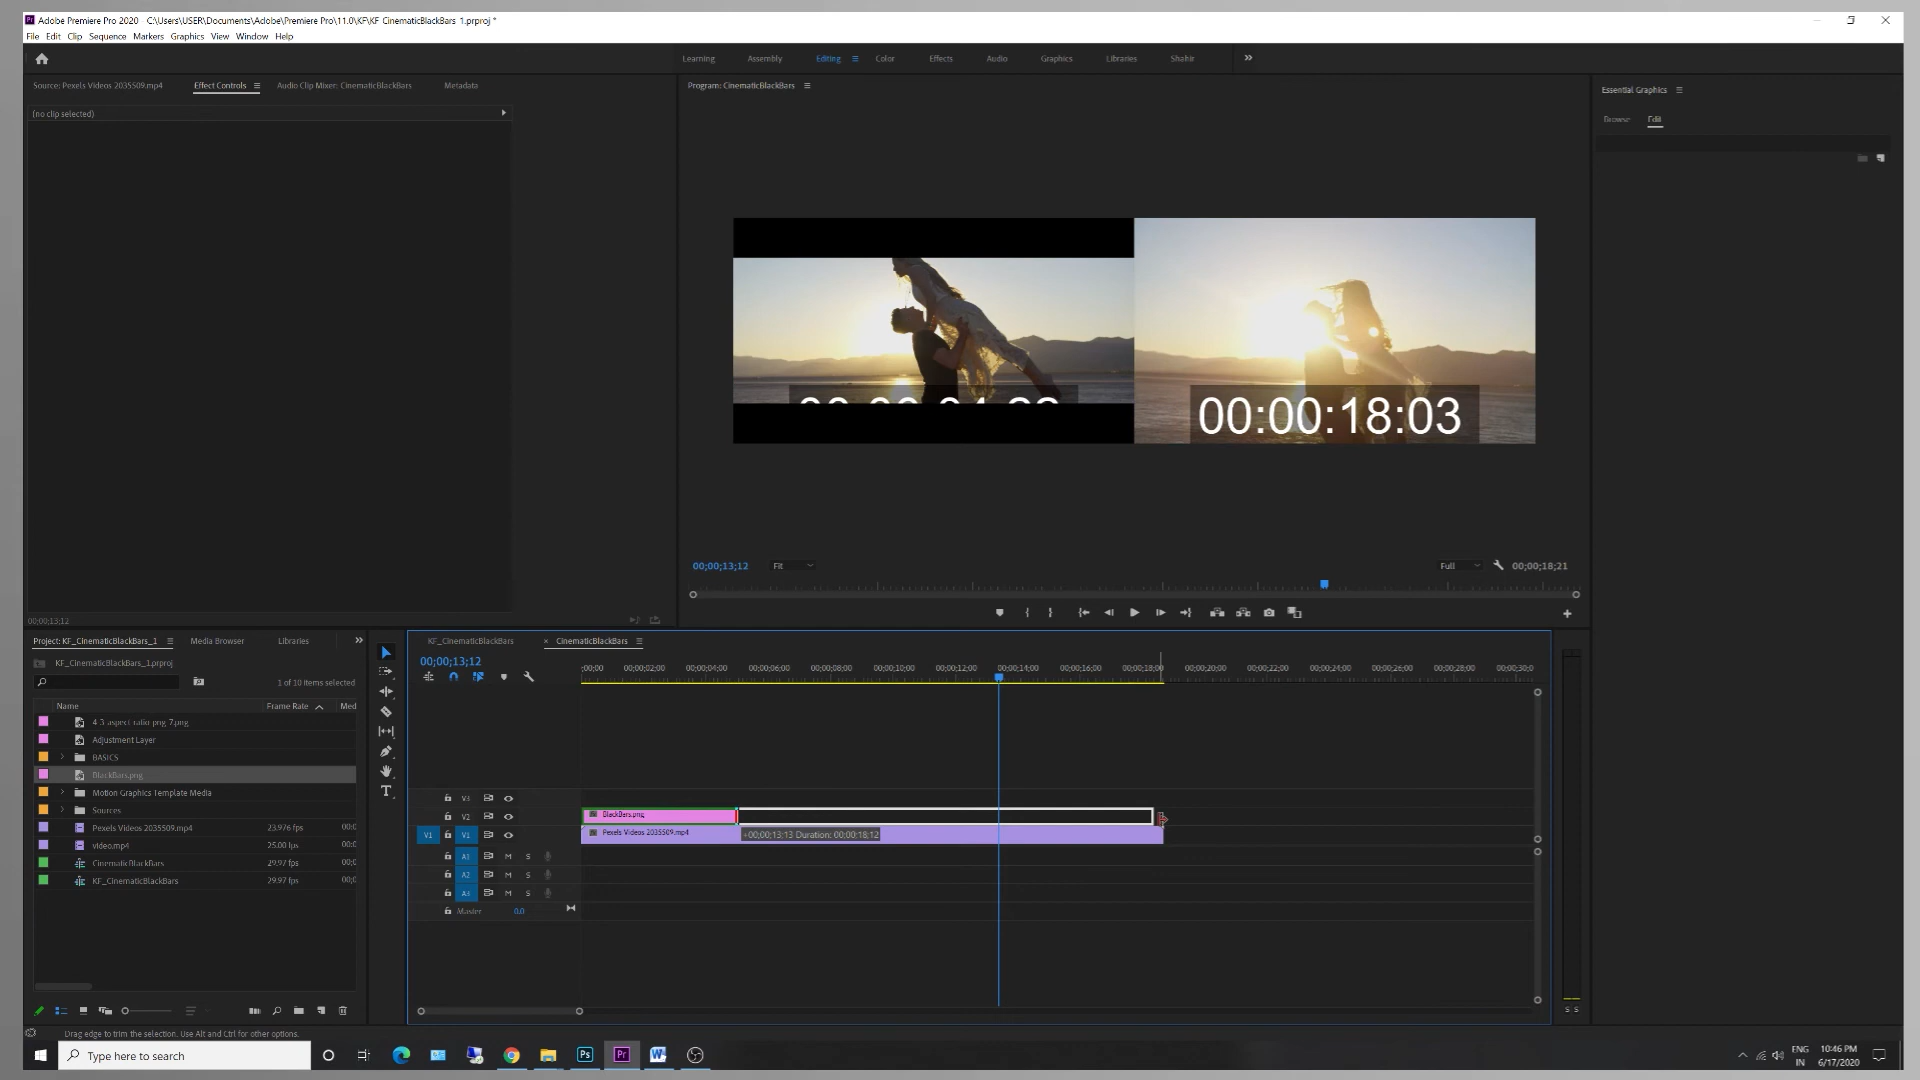 Adobe Premiere Pro 2020 - C:\Users\USER\Documents\Adobe\Premiere Pro\11.0\KF\KF CinematicBlackBars 1.prproj *
File Edit Clip Sequence Markers Graphics View Window Help
Learning Assembly Editing Color Effects Audio Graphics Libraries Shahir
Source: Pexels Videos 2035509.mp4 Effect Controls Audio Clip Mixer: CinematicBlackBars Metadata
Program: CinematicBlackBars
Essential Graphics
Browse Edit
(no clip selected)
00:00:18:03
00;00;13;12 Fit Full 00;00;18;21
00;00;13;12
Project: KF_CinematicBlackBars_1 Media Browser Libraries
KF_CinematicBlackBars_1.prproj
1 of 10 items selected
Name Frame Rate Med
4 3 aspect ratio png 7.png
Adjustment Layer
BASICS
BlackBars.png
Motion Graphics Template Media
Sources
Pexels Videos 2035509.mp4 23.976 fps 00:0
video.mp4 25.00 fps 00:0
CinematicBlackBars 29.97 fps 00;0
KF_CinematicBlackBars 29.97 fps 00;0
KF_CinematicBlackBars × CinematicBlackBars
00;00;13;12
;00;00 00;00;02;00 00;00;04;00 00;00;06;00 00;00;08;00 00;00;10;00 00;00;12;00 00;00;14;00 00;00;16;00 00;00;18;00 00;00;20;00 00;00;22;00 00;00;24;00 00;00;26;00 00;00;28;00 00;00;30;0
V3
V2 BlackBars.png
V1 V1 Pexels Videos 2035509.mp4
+00;00;13;13 Duration: 00;00;18;12
A1 M S
A2 M S
A3 M S
Master 0.0
S S
Drag edge to trim the selection. Use Alt and Ctrl for other options.
Type here to search
Ps Pr W
ENG
IN
10:46 PM
6/17/2020